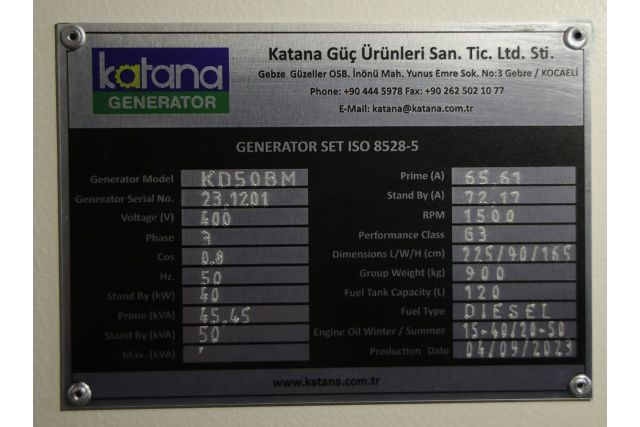 katana
GENERATOR
Katana Güç Ürünleri San. Tic. Ltd. Sti.
Gebze Güzeller OSB. İnönü Mah. Yunus Emre Sok. No:3 Gebze / KOCAELİ
Phone: +90 444 5978 Fax: +90 262 502 10 77
E-Mail: katana@katana.com.tr
GENERATOR SET ISO 8528-5
Generator Model KD50BM
Generator Serial No. 23.1201
Voltage (V) 400
Phase 3
Cos 0.8
Hz. 50
Stand By (kW) 40
Prime (kVA) 45.45
Stand By (kVA) 50
Max. (kVA)
Prime (A) 65.61
Stand By (A) 72.17
RPM 1500
Performance Class G3
Dimensions L/W/H (cm) 225/90/165
Group Weight (kg) 900
Fuel Tank Capacity (L) 120
Fuel Type DIESEL
Engine Oil Winter / Summer 15-40/20-50
Production Date 04/09/2023
www.katana.com.tr